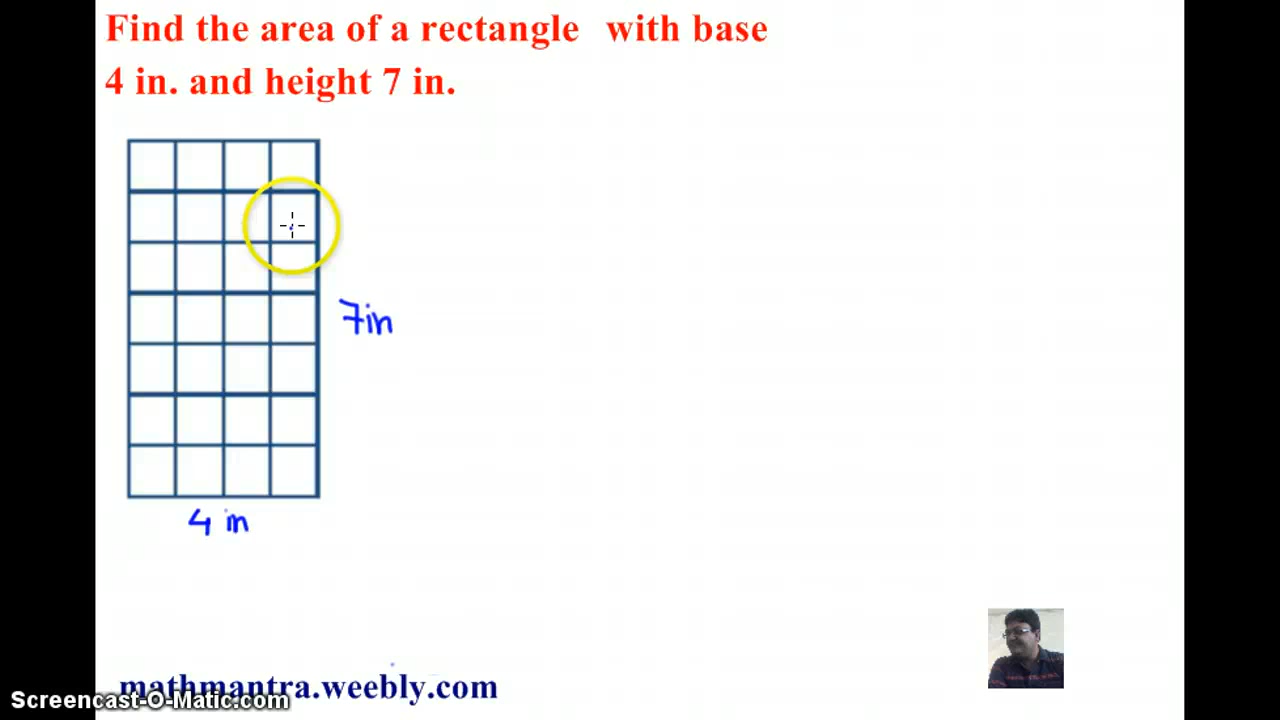 Find the area of a rectangle with base
4 in. and height 7 in.
7in
4 in
mathmantra.weebly.com
Screencast-O-Matic.com